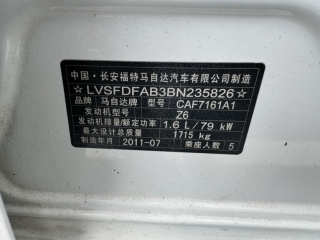 中国·长安福特马自达汽车有限公司制造
☆LVSFDFAB3BN235826☆
品牌 马自达牌 型号 CAF7161A1
发动机型号 Z6
发动机排量/额定功率 1.6 L/79 kW
最大设计总质量 1715 kg
制造年月 2011-07 乘座人数 5